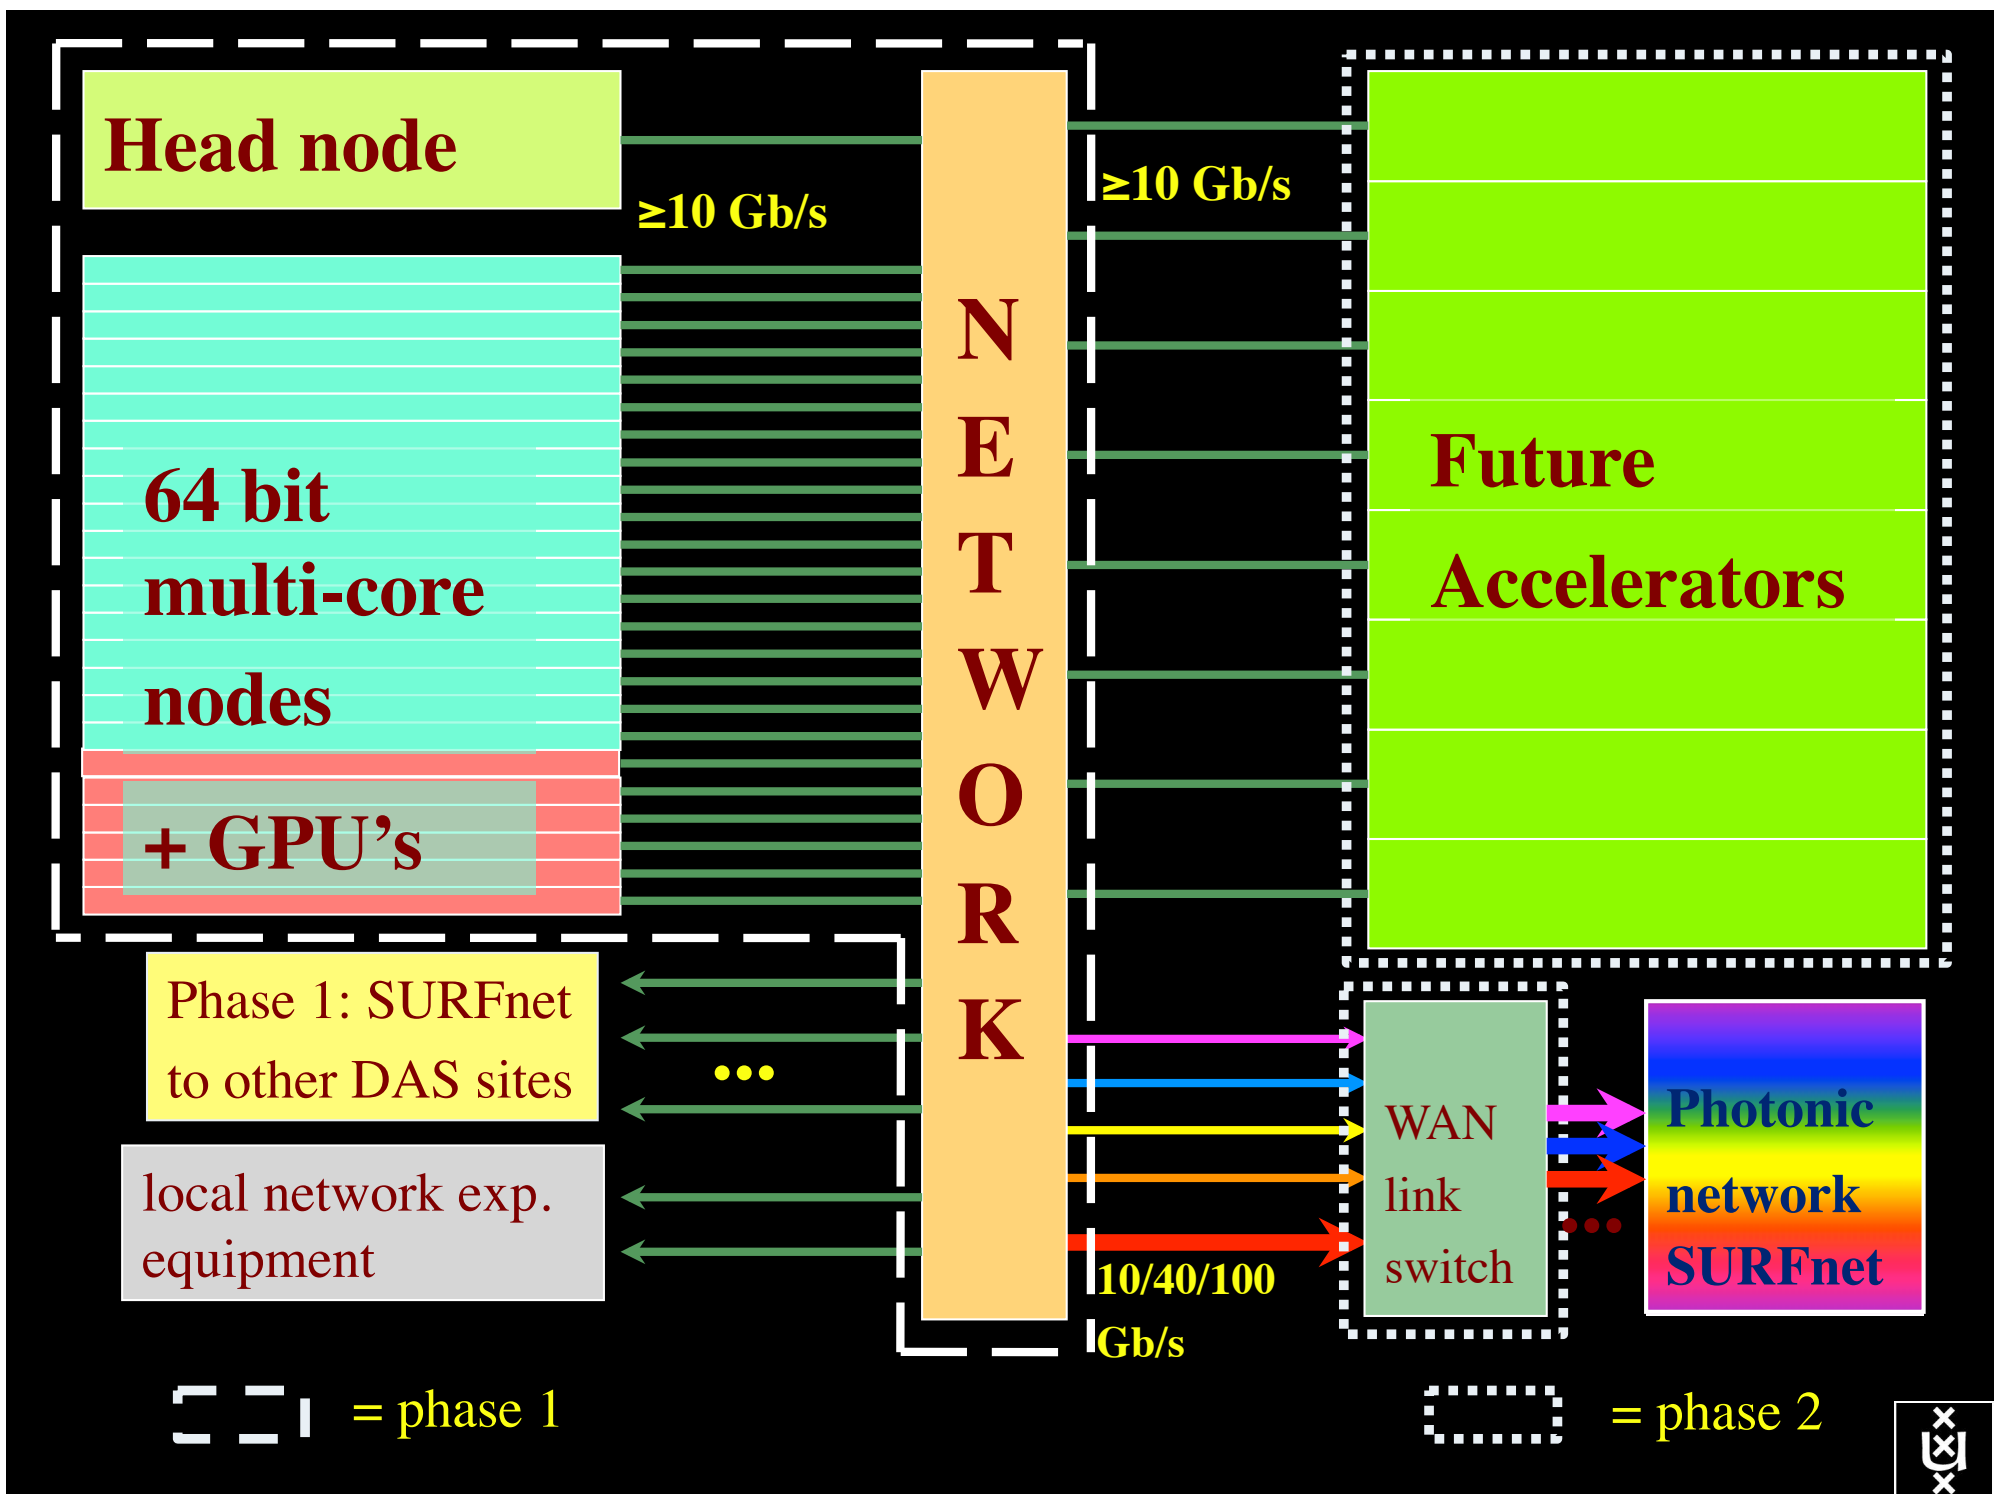 Head node
≥10 Gb/s
≥10 Gb/s
64 bit
multi-core
nodes
+ GPU’s
N
E
T
W
O
R
K
Future
Accelerators
Phase 1: SURFnet
to other DAS sites
...
local network exp.
equipment
10/40/100
Gb/s
WAN
link
switch
...
Photonic
network
SURFnet
= phase 1
= phase 2
u